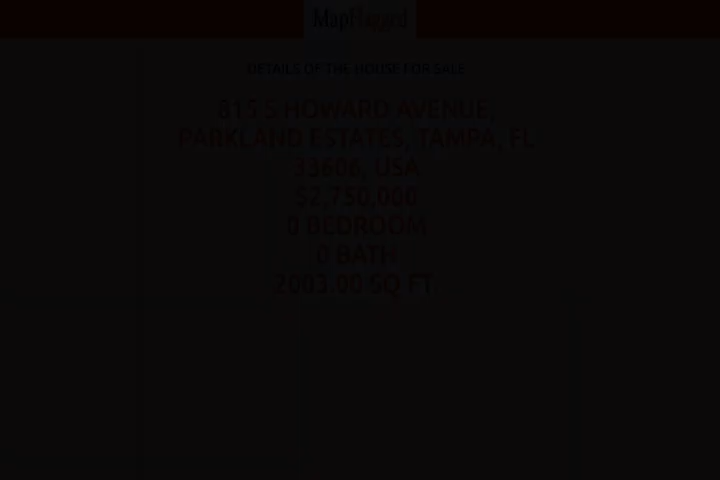 MapFlagged
DETAILS OF THE HOUSE FOR SALE
815 S HOWARD AVENUE,
PARKLAND ESTATES, TAMPA, FL
33606, USA
$2,750,000
0 BEDROOM
0 BATH
2003.00 SQ FT